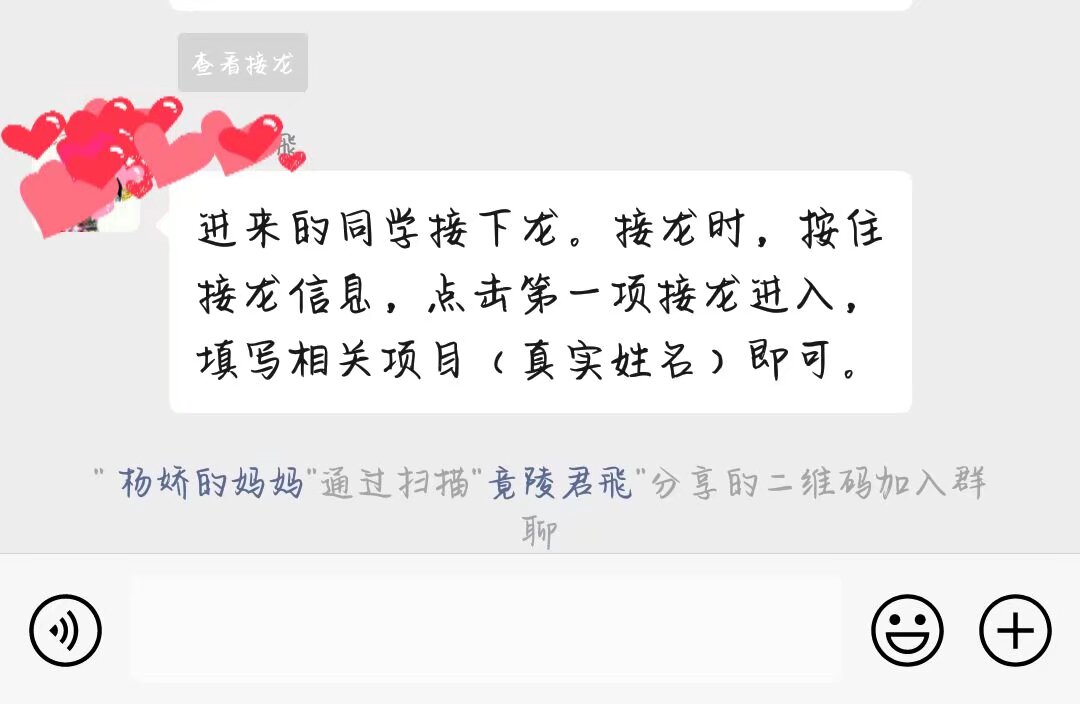 查看接龙
飛
进来的同学接下龙。接龙时，按住
接龙信息，点击第一项接龙进入，
填写相关项目（真实姓名）即可。
"杨娇的妈妈"通过扫描"竟陵君飛"分享的二维码加入群
聊